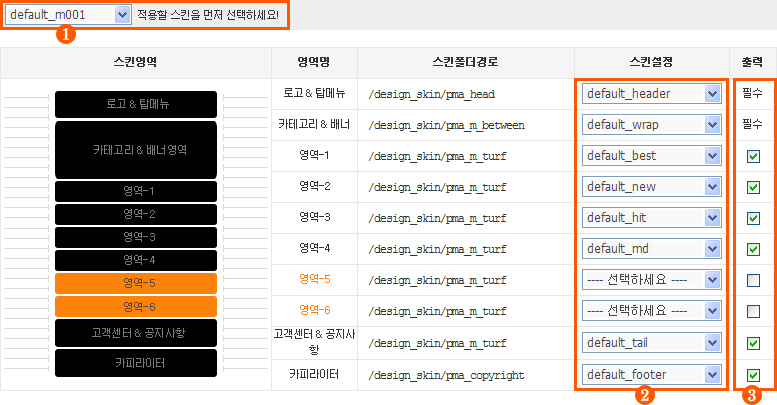 default_m001 적용할 스킨을 먼저 선택하세요!
1
스킨영역 영역명 스킨폴더경로 스킨설정 출력
로고 & 탑메뉴 로고 & 탑메뉴 /design_skin/pma_head default_header 필수
카테고리 & 배너영역 카테고리 & 배너 /design_skin/pma_m_between default_wrap 필수
영역-1 영역-1 /design_skin/pma_m_turf default_best
영역-2 영역-2 /design_skin/pma_m_turf default_new
영역-3 영역-3 /design_skin/pma_m_turf default_hit
영역-4 영역-4 /design_skin/pma_m_turf default_md
영역-5 영역-5 /design_skin/pma_m_turf ---- 선택하세요 ----
영역-6 영역-6 /design_skin/pma_m_turf ---- 선택하세요 ----
고객센터 & 공지사항 고객센터 & 공지사
항 /design_skin/pma_m_turf default_tail
카피라이터 카피라이터 /design_skin/pma_copyright default_footer
2 3